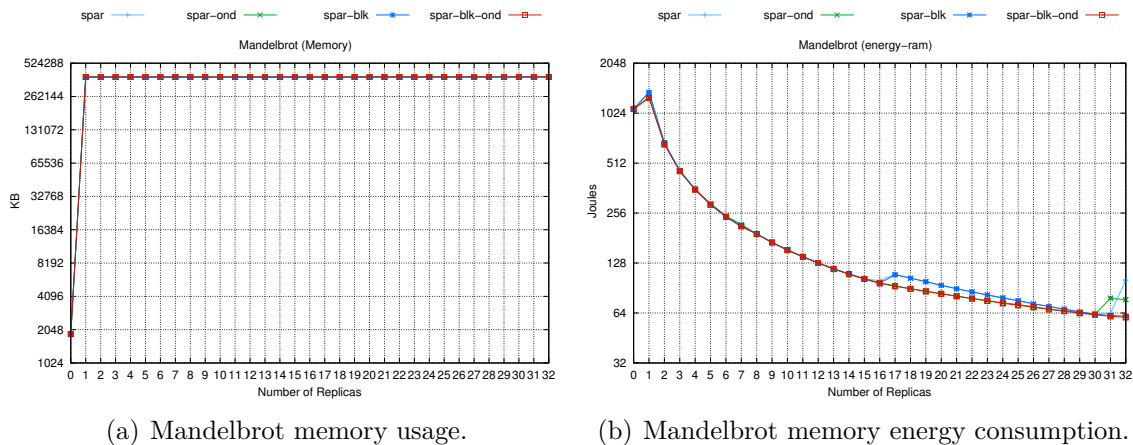 spar spar-ond spar-blk spar-blk-ond
Mandelbrot (Memory)
524288
262144
131072
65536
32768
16384
8192
4096
2048
1024
KB
0 1 2 3 4 5 6 7 8 9 10 11 12 13 14 15 16 17 18 19 20 21 22 23 24 25 26 27 28 29 30 31 32
Number of Replicas
(a) Mandelbrot memory usage.
spar spar-ond spar-blk spar-blk-ond
Mandelbrot (energy-ram)
2048
1024
512
256
128
64
32
Joules
0 1 2 3 4 5 6 7 8 9 10 11 12 13 14 15 16 17 18 19 20 21 22 23 24 25 26 27 28 29 30 31 32
Number of Replicas
(b) Mandelbrot memory energy consumption.